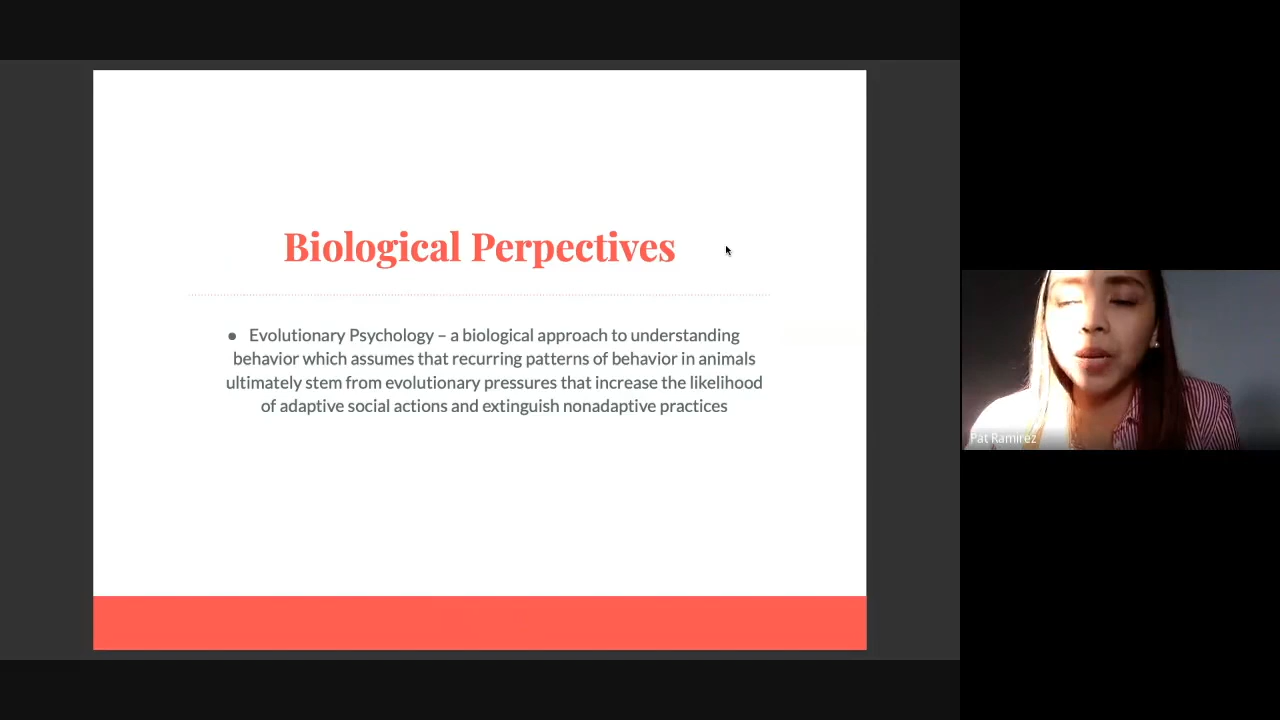 Biological Perpectives
● Evolutionary Psychology – a biological approach to understanding
behavior which assumes that recurring patterns of behavior in animals
ultimately stem from evolutionary pressures that increase the likelihood
of adaptive social actions and extinguish nonadaptive practices
Pat Ramirez